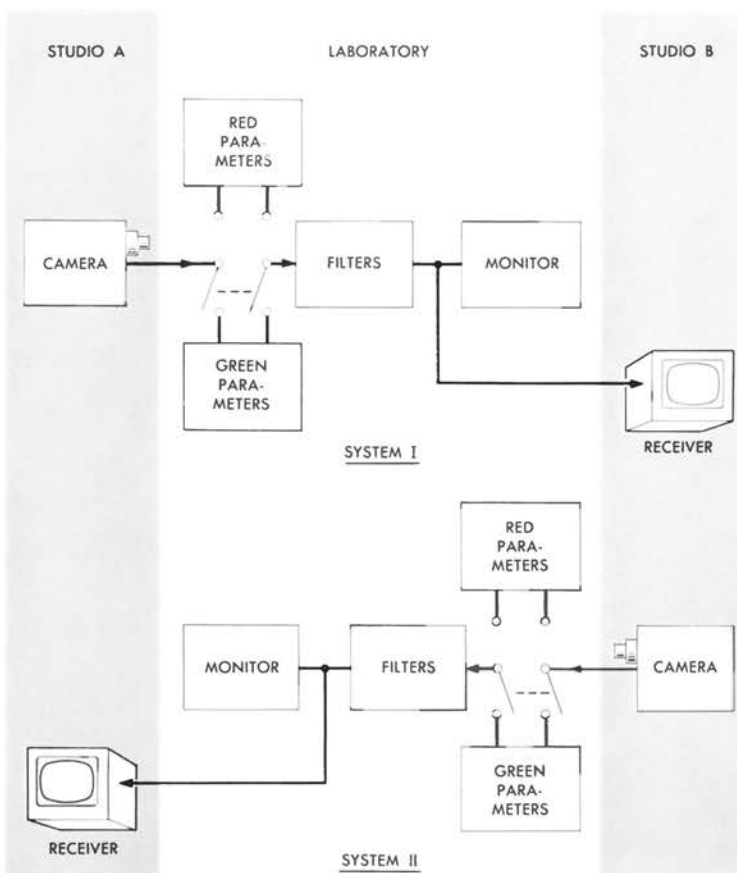 STUDIO A
LABORATORY
STUDIO B
RED
PARA-
METERS
CAMERA
FILTERS
MONITOR
GREEN
PARA-
METERS
RECEIVER
SYSTEM I
RED
PARA-
METERS
MONITOR
FILTERS
CAMERA
GREEN
PARA-
METERS
RECEIVER
SYSTEM II